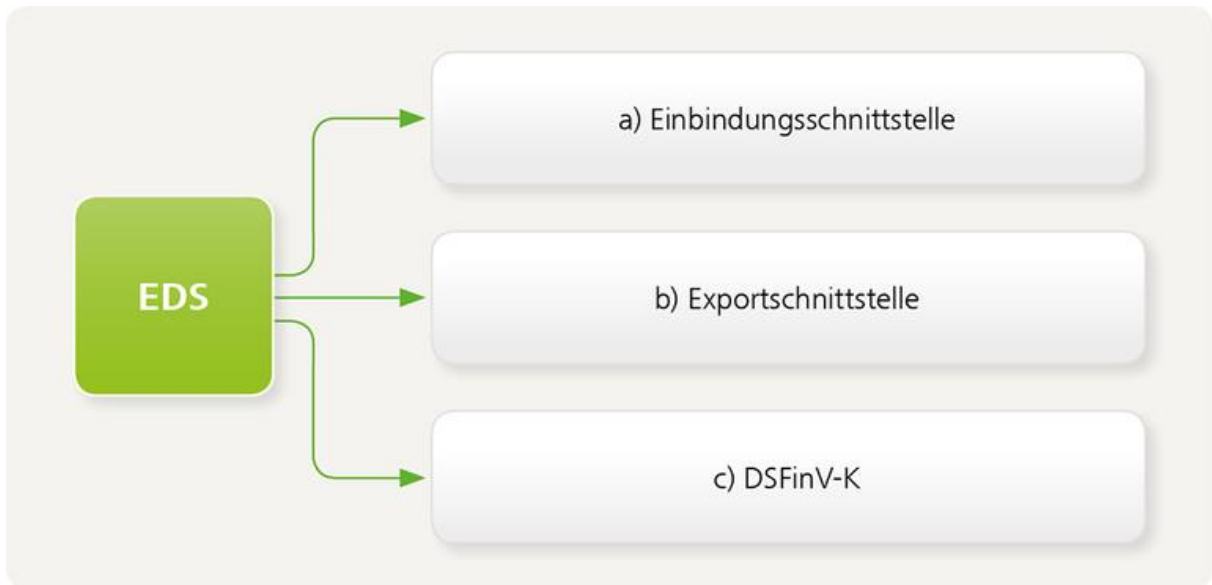 EDS
a) Einbindungsschnittstelle
b) Exportschnittstelle
c) DSFinV-K